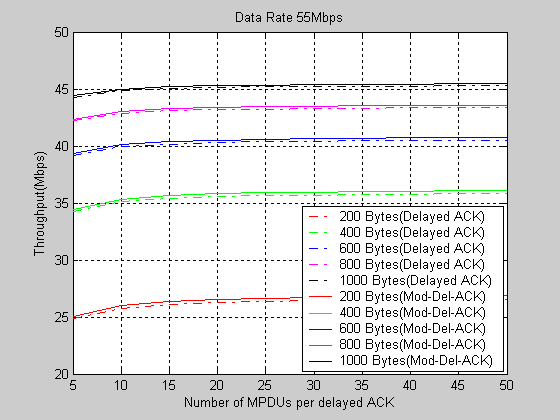 Data Rate 55Mbps
Throughput(Mbps)
50
45
40
35
30
25
20
5
10
15
20
25
30
35
40
45
50
Number of MPDUs per delayed ACK
200 Bytes(Delayed ACK)
400 Bytes(Delayed ACK)
600 Bytes(Delayed ACK)
800 Bytes(Delayed ACK)
1000 Bytes(Delayed ACK)
200 Bytes(Mod-Del-ACK)
400 Bytes(Mod-Del-ACK)
600 Bytes(Mod-Del-ACK)
800 Bytes(Mod-Del-ACK)
1000 Bytes(Mod-Del-ACK)